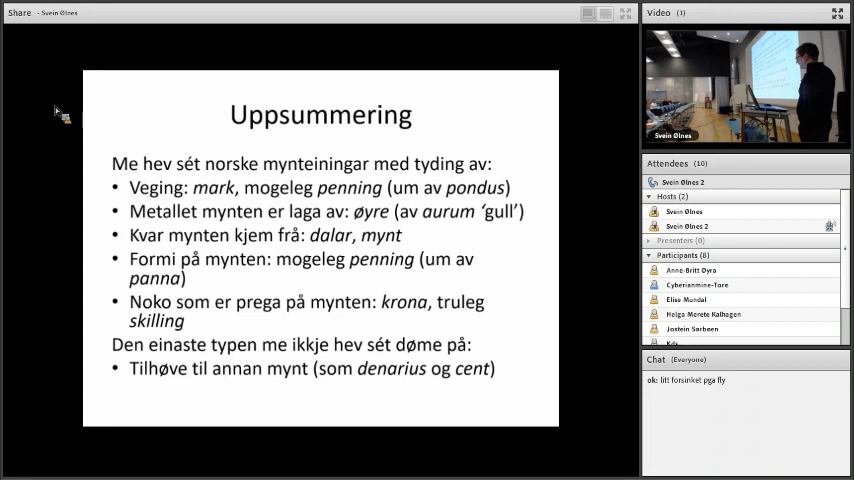 Share - Svein Ølnes
Uppsummering
Me hev sét norske mynteiningar med tyding av:
• Veging: mark, mogeleg penning (um av pondus)
• Metallet mynten er laga av: øyre (av aurum ‘gull’)
• Kvar mynten kjem frå: dalar, mynt
• Formi på mynten: mogeleg penning (um av
panna)
• Noko som er prega på mynten: krona, truleg
skilling
Den einaste typen me ikkje hev sét døme på:
• Tilhøve til annan mynt (som denarius og cent)
Video (1)
Svein Ølnes
Attendees (10)
Svein Ølnes 2
Hosts (2)
Svein Ølnes
Svein Ølnes 2
Presenters (0)
Participants (8)
Anne-Britt Øyra
Cyberianmine-Tore
Elise Mundal
Helga Merete Kalhagen
Jostein Sørbøen
Chat (Everyone)
ok: litt forsinket pga fly